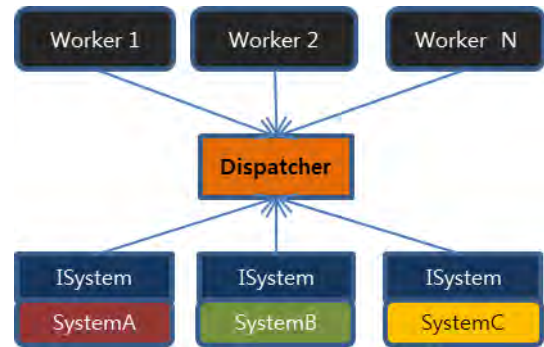 Worker 1
Worker 2
Worker N
Dispatcher
ISystem
ISystem
ISystem
SystemA
SystemB
SystemC